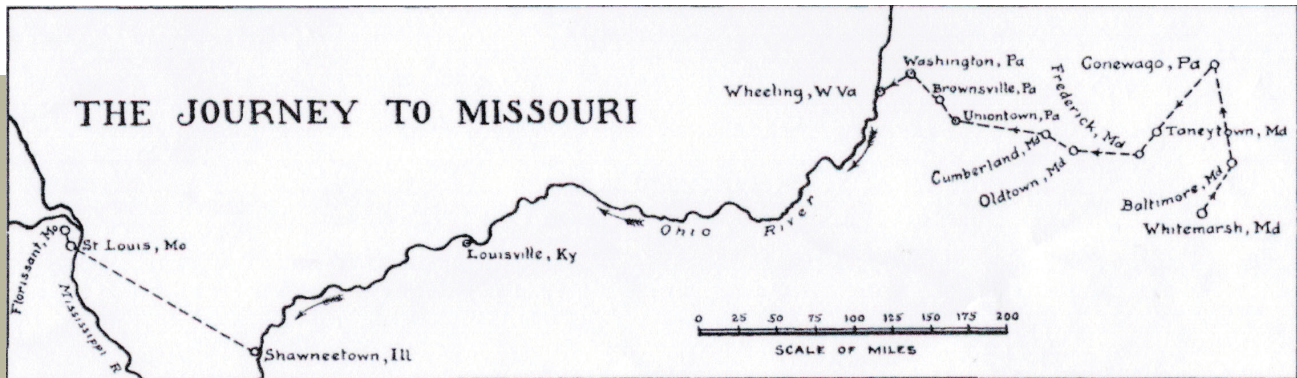 THE JOURNEY TO MISSOURI
Washington, Pa
Wheeling, W Va
Brownsville, Pa
Uniontown, Pa
Cumberland, Md
Oldtown, Md
Frederick, Md
Conewago, Pa
Taneytown, Md
Baltimore, Md
Whitemarsh, Md
Ohio River
Louisville, Ky
Florissant, Mo
St Louis, Mo
Mississippi R.
Shawneetown, Ill
0 25 50 75 100 125 150 175 200
SCALE OF MILES